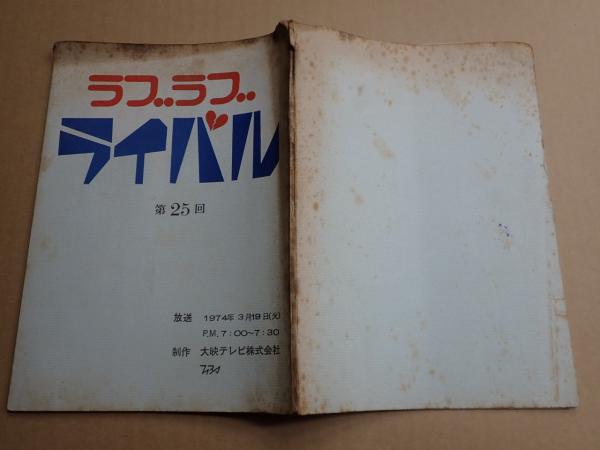 ラブラブ
ライバル
第25回
放送 1974年3月19日(火)
P.M.7:00~7:30
制作 大映テレビ株式会社
TBS